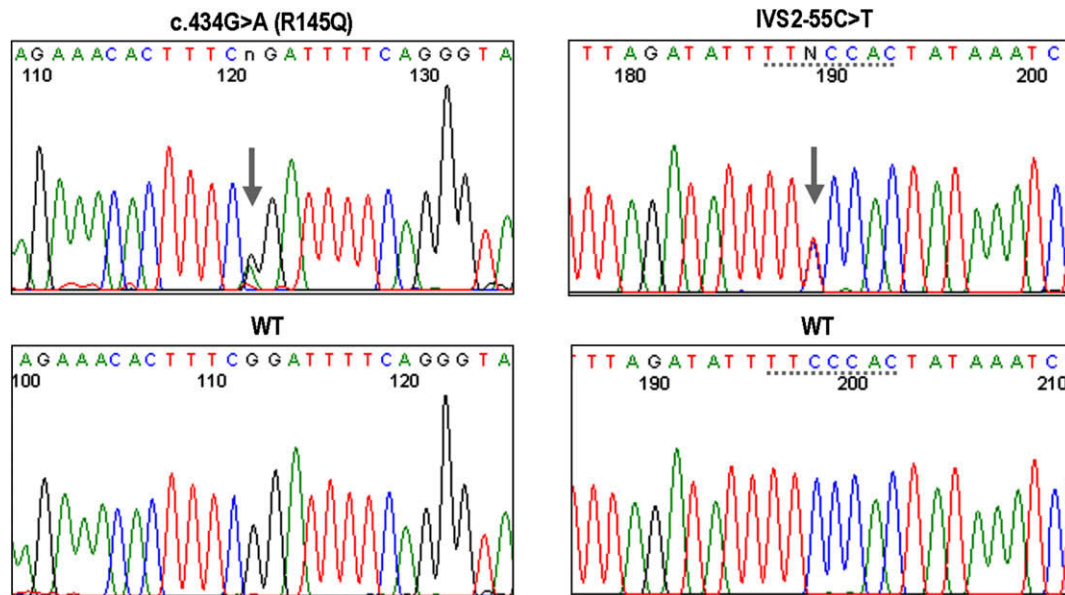 c.434G>A (R145Q)
AGAAACACTTTCnGATTTTCAGGGTA
110 120 130
IVS2-55C>T
TTAGATATTTTNCCACTATAAATC
180 190 200
WT
AGAAACACTTTCGGATTTTCAGGGTA
100 110 120
WT
TTTAGATATTTTCCCACTATAAATC
190 200 210